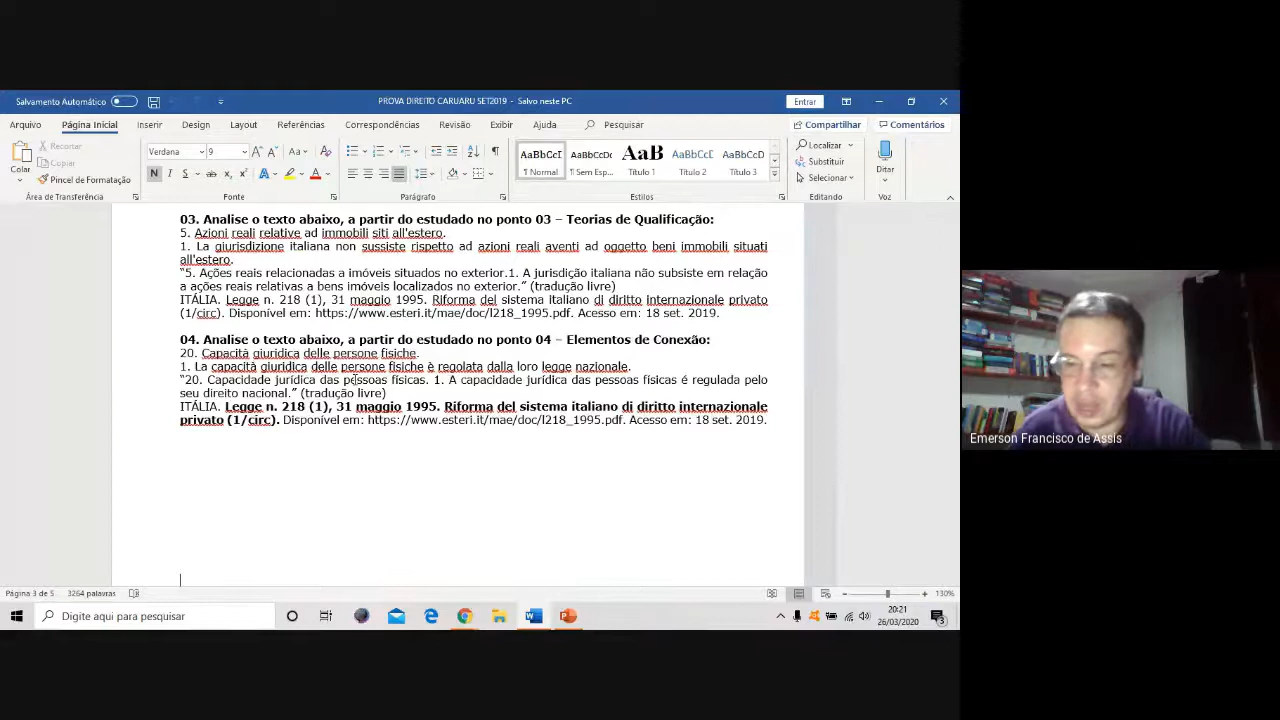 Salvamento Automático
PROVA DIREITO CARUARU SET2019 - Salvo neste PC
Entrar
Arquivo Página Inicial Inserir Design Layout Referências Correspondências Revisão Exibir Ajuda Pesquisar
Compartilhar Comentários
Colar
Recortar
Copiar
Pincel de Formatação
Verdana 9
N I S
AaBbCcI AaBbCcDc AaB AaBbCcD AaBbCcD
¶ Normal ¶ Sem Esp... Título 1 Título 2 Título 3
Localizar
Substituir
Selecionar
Ditar
Área de Transferência Fonte Parágrafo Estilos Editando Voz
03. Analise o texto abaixo, a partir do estudado no ponto 03 – Teorias de Qualificação:
5. Azioni reali relative ad immobili siti all'estero.
1. La giurisdizione italiana non sussiste rispetto ad azioni reali aventi ad oggetto beni immobili situati
all'estero.
"5. Ações reais relacionadas a imóveis situados no exterior.1. A jurisdição italiana não subsiste em relação
a ações reais relativas a bens imóveis localizados no exterior." (tradução livre)
ITÁLIA. Legge n. 218 (1), 31 maggio 1995. Riforma del sistema italiano di diritto internazionale privato
(1/circ). Disponível em: https://www.esteri.it/mae/doc/l218_1995.pdf. Acesso em: 18 set. 2019.
04. Analise o texto abaixo, a partir do estudado no ponto 04 – Elementos de Conexão:
20. Capacità giuridica delle persone fisiche.
1. La capacità giuridica delle persone fisiche è regolata dalla loro legge nazionale.
"20. Capacidade jurídica das pessoas físicas. 1. A capacidade jurídica das pessoas físicas é regulada pelo
seu direito nacional." (tradução livre)
ITÁLIA. Legge n. 218 (1), 31 maggio 1995. Riforma del sistema italiano di diritto internazionale
privato (1/circ). Disponível em: https://www.esteri.it/mae/doc/l218_1995.pdf. Acesso em: 18 set. 2019.
Emerson Francisco de Assis
Página 3 de 5 3264 palavras
130%
Digite aqui para pesquisar
20:21
26/03/2020
3